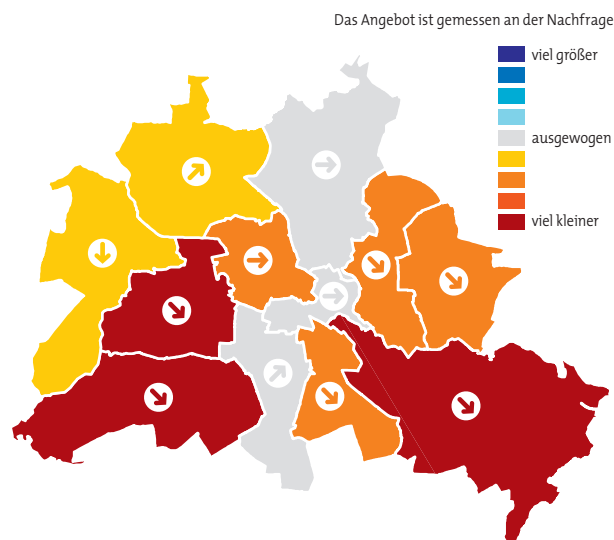 Das Angebot ist gemessen an der Nachfrage
viel größer
ausgewogen
viel kleiner